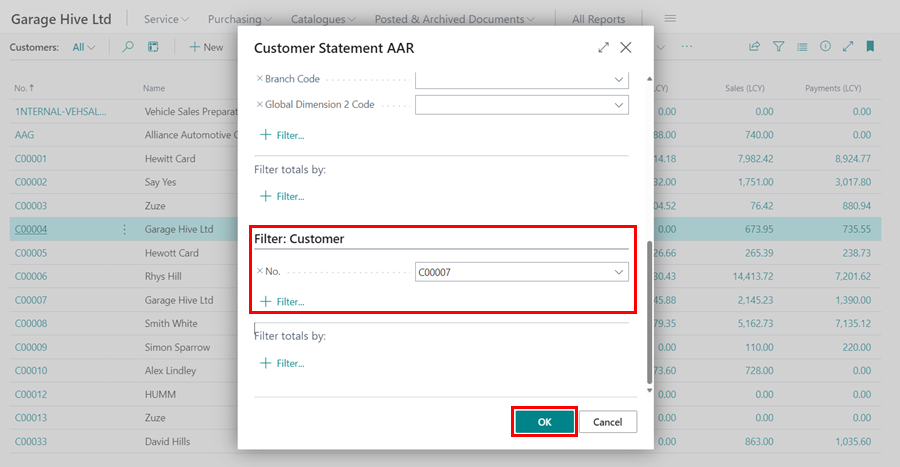 Garage Hive Ltd Service Purchasing Catalogues Posted & Archived Documents All Reports
Customers: All + New ...
Customer Statement AAR
Branch Code
Global Dimension 2 Code
+ Filter...
Filter totals by:
+ Filter...
Filter: Customer
No. C00007
+ Filter...
Filter totals by:
+ Filter...
OK Cancel
No. ↑ Name (LCY) Sales (LCY) Payments (LCY)
1NTERNAL-VEHSAL... Vehicle Sales Preparat 0.00 0.00 0.00
AAG Alliance Automotive G 88.00 740.00 0.00
C00001 Hewitt Card 14.18 7,982.42 8,924.77
C00002 Say Yes 32.00 1,751.00 3,017.80
C00003 Zuze 04.52 76.42 880.94
C00004 Garage Hive Ltd 0.00 673.95 735.55
C00005 Hewott Card 26.66 265.39 238.73
C00006 Rhys Hill 30.43 14,413.72 7,201.62
C00007 Garage Hive Ltd 45.88 2,145.23 1,390.00
C00008 Smith White 79.35 5,162.73 7,135.12
C00009 Simon Sparrow 0.00 110.00 220.00
C00010 Alex Lindley 73.60 728.00 0.00
C00012 HUMM 0.00 0.00 0.00
C00013 Zuze 0.00 0.00 0.00
C00033 David Hills 863.00 1,035.60